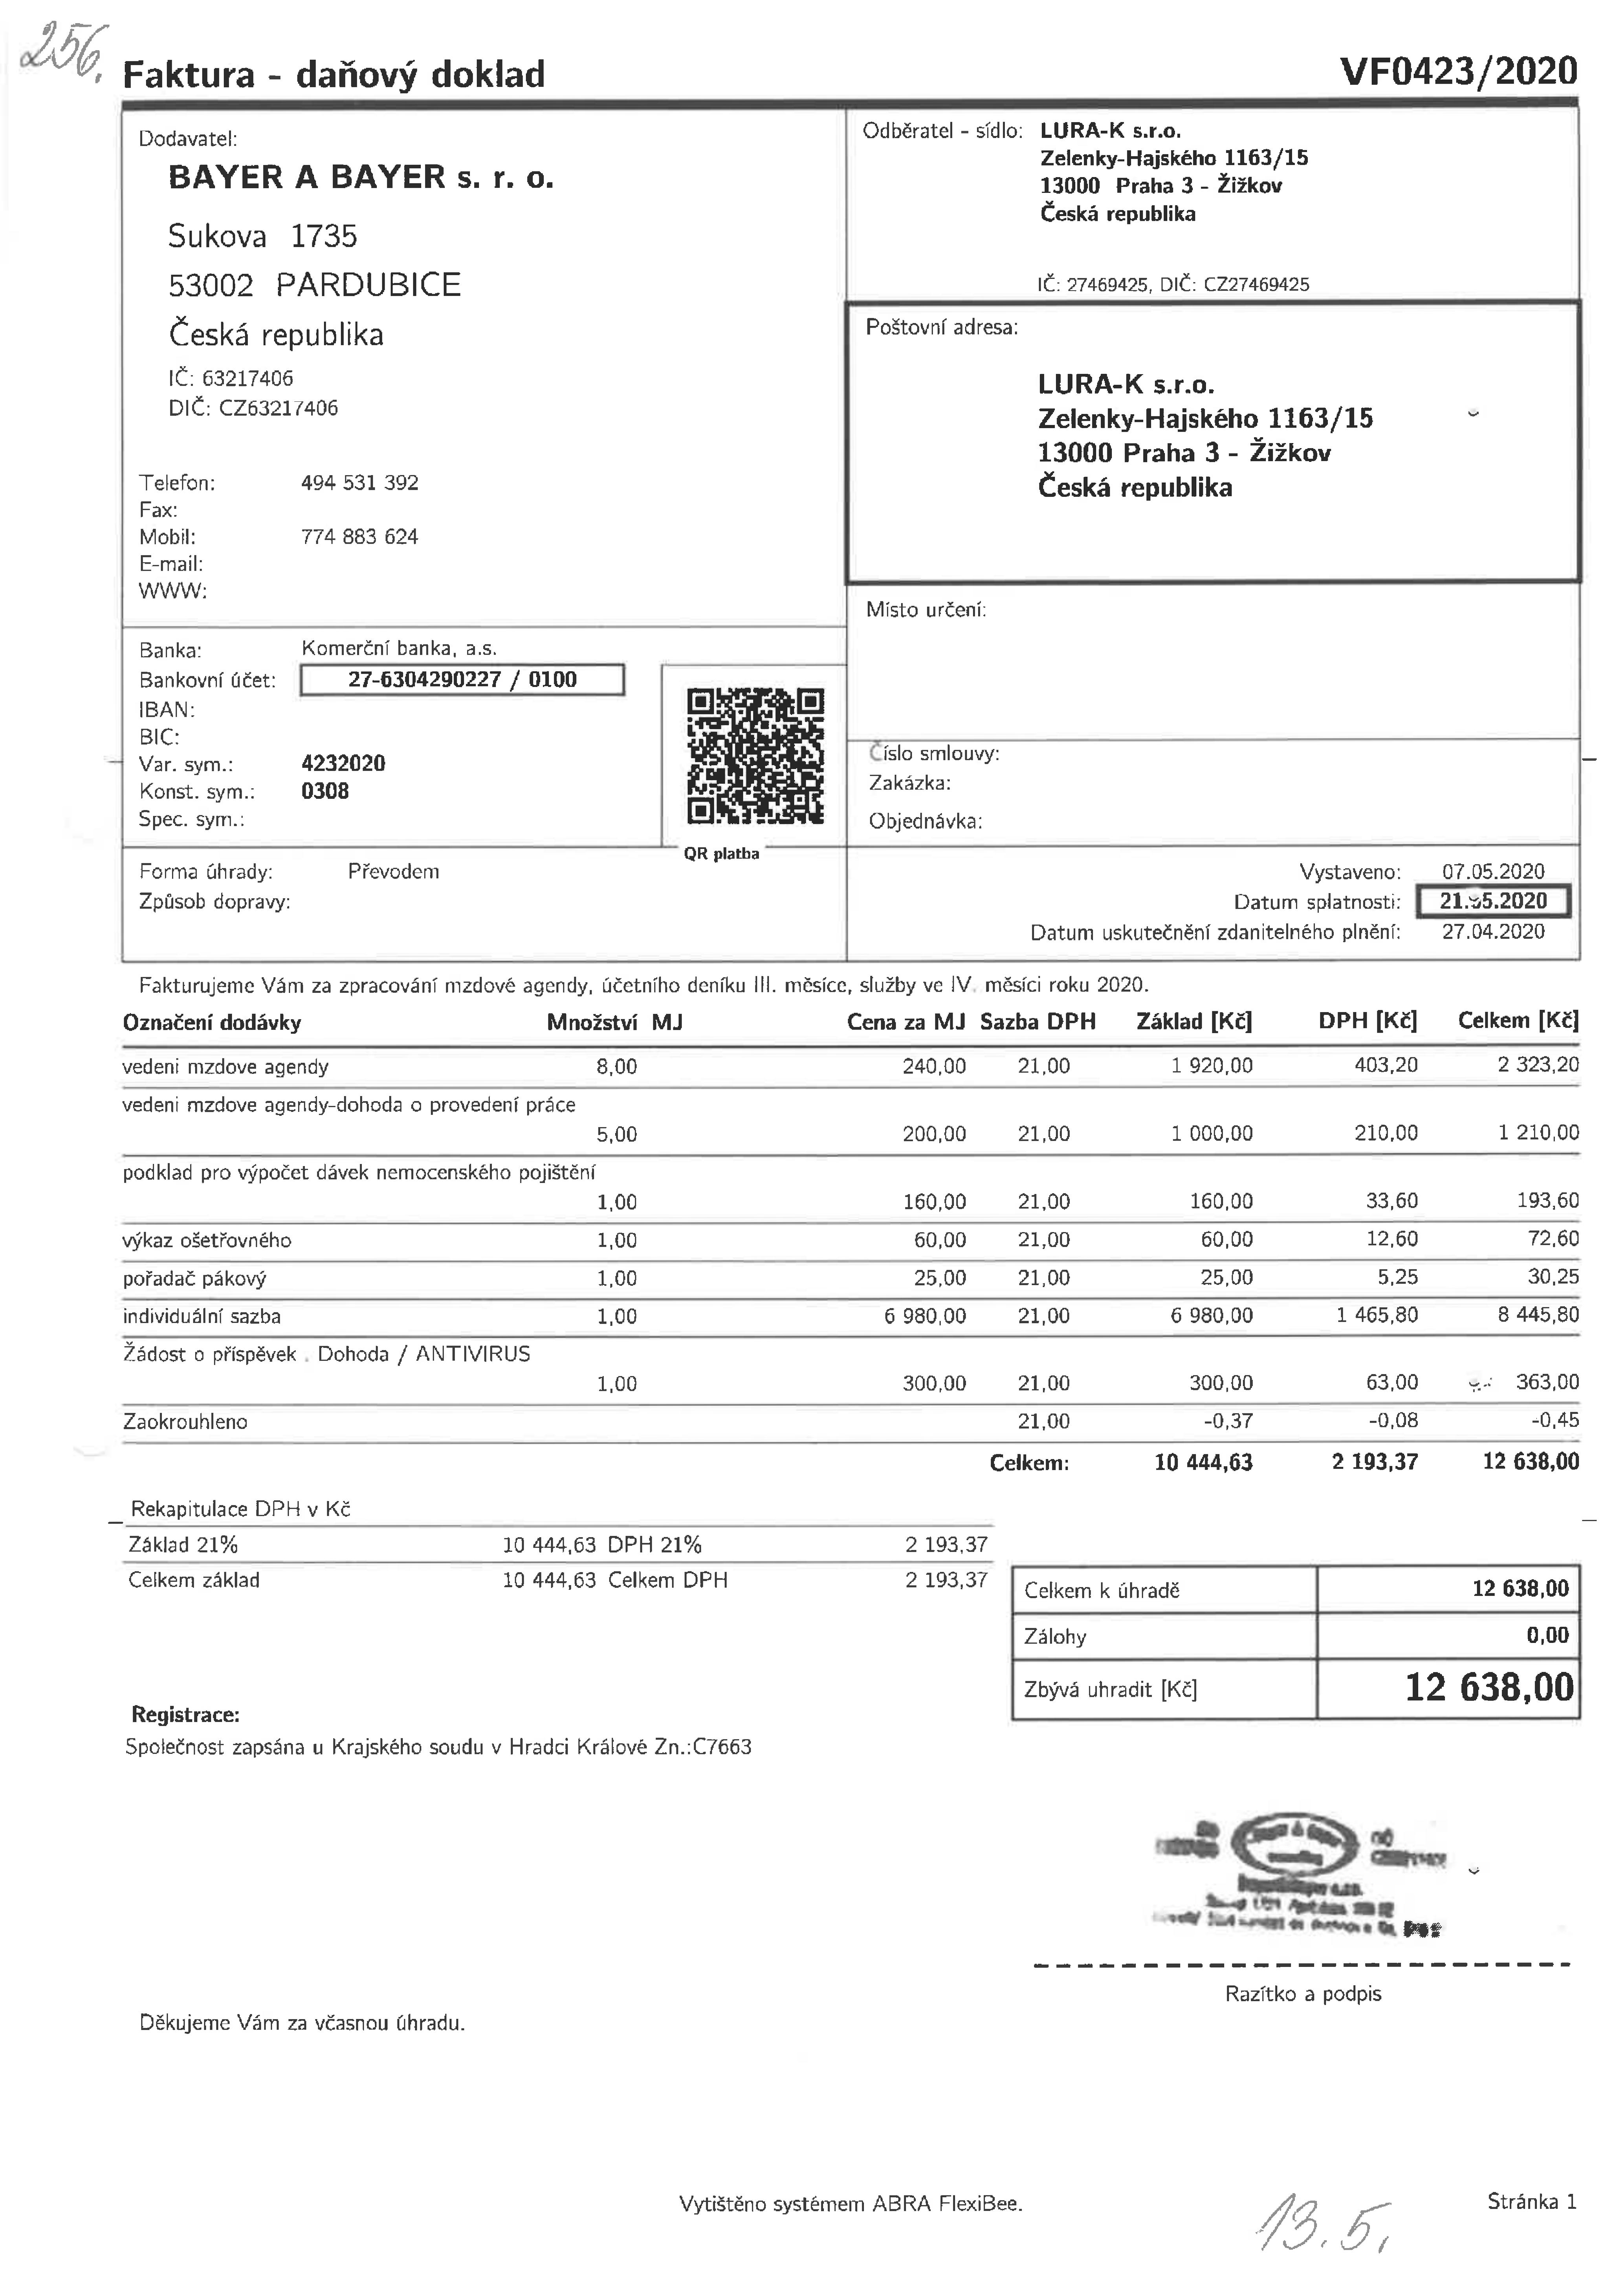 256.
Faktura - daňový doklad VF0423/2020
Dodavatel:
BAYER A BAYER s. r. o.
Sukova 1735
53002 PARDUBICE
Česká republika
IČ: 63217406
DIČ: CZ63217406
Telefon: 494 531 392
Fax:
Mobil: 774 883 624
E-mail:
WWW:
Odběratel - sídlo: LURA-K s.r.o.
Zelenky-Hajského 1163/15
13000 Praha 3 - Žižkov
Česká republika
IČ: 27469425, DIČ: CZ27469425
Poštovní adresa:
LURA-K s.r.o.
Zelenky-Hajského 1163/15
13000 Praha 3 - Žižkov
Česká republika
Místo určení:
Banka: Komerční banka, a.s.
Bankovní účet: 27-6304290227 / 0100
IBAN:
BIC:
Var. sym.: 4232020
Konst. sym.: 0308
Spec. sym.:
QR platba
Číslo smlouvy:
Zakázka:
Objednávka:
Forma úhrady: Převodem
Způsob dopravy:
Vystaveno: 07.05.2020
Datum splatnosti: 21.05.2020
Datum uskutečnění zdanitelného plnění: 27.04.2020
Fakturujeme Vám za zpracování mzdové agendy, účetního deníku III. měsíce, služby ve IV. měsíci roku 2020.
Označení dodávky Množství MJ Cena za MJ Sazba DPH Základ [Kč] DPH [Kč] Celkem [Kč]
vedeni mzdove agendy 8,00 240,00 21,00 1 920,00 403,20 2 323,20
vedeni mzdove agendy-dohoda o provedení práce
5,00 200,00 21,00 1 000,00 210,00 1 210,00
podklad pro výpočet dávek nemocenského pojištění
1,00 160,00 21,00 160,00 33,60 193,60
výkaz ošetřovného 1,00 60,00 21,00 60,00 12,60 72,60
pořadač pákový 1,00 25,00 21,00 25,00 5,25 30,25
individuální sazba 1,00 6 980,00 21,00 6 980,00 1 465,80 8 445,80
Žádost o příspěvek . Dohoda / ANTIVIRUS
1,00 300,00 21,00 300,00 63,00 363,00
Zaokrouhleno 21,00 -0,37 -0,08 -0,45
Celkem: 10 444,63 2 193,37 12 638,00
Rekapitulace DPH v Kč
Základ 21% 10 444,63 DPH 21% 2 193,37
Celkem základ 10 444,63 Celkem DPH 2 193,37
Celkem k úhradě 12 638,00
Zálohy 0,00
Zbývá uhradit [Kč] 12 638,00
Registrace:
Společnost zapsána u Krajského soudu v Hradci Králové Zn.:C7663
Razítko a podpis
Děkujeme Vám za včasnou úhradu.
Vytištěno systémem ABRA FlexiBee.
Stránka 1
13.5.